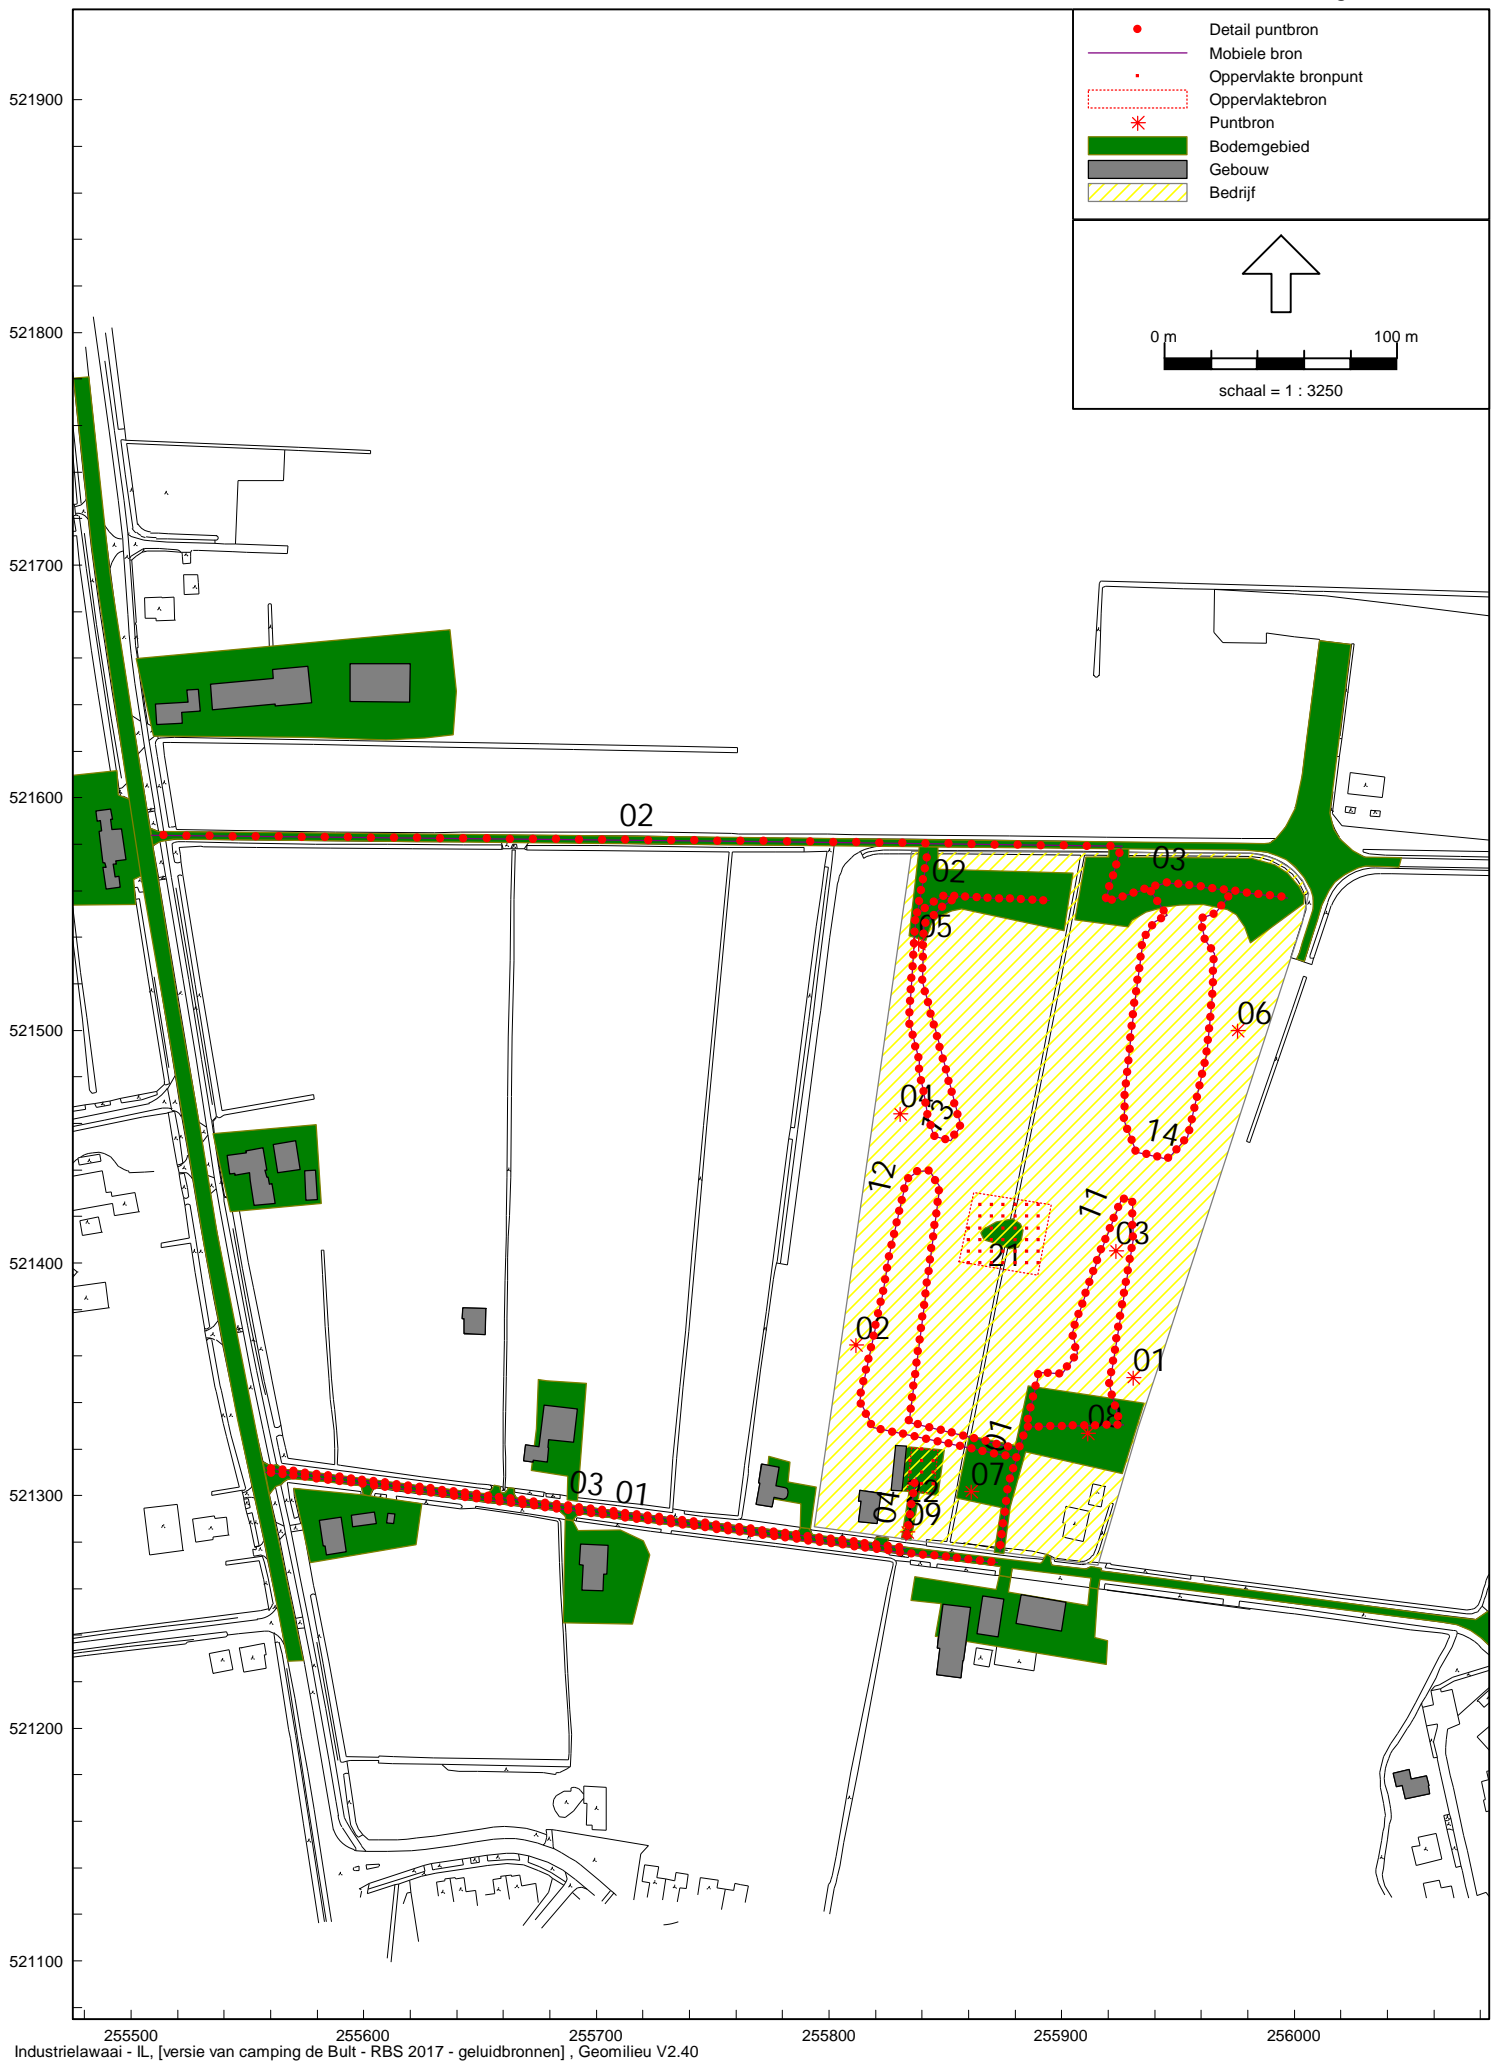 Detail puntbron
Mobiele bron
Oppervlakte bronpunt
Oppervlaktebron
Puntbron
Bodemgebied
Gebouw
Bedrijf
0 m 100 m
schaal = 1 : 3250
521900
521800
521700
521600
521500
521400
521300
521200
521100
02
03
02
05
06
04
13
14
12
11
03
21
02
01
08
01
07
03 01
04
22
09
255500 255600 255700 255800 255900 256000
Industrielawaai - IL, [versie van camping de Bult - RBS 2017 - geluidbronnen] , Geomilieu V2.40